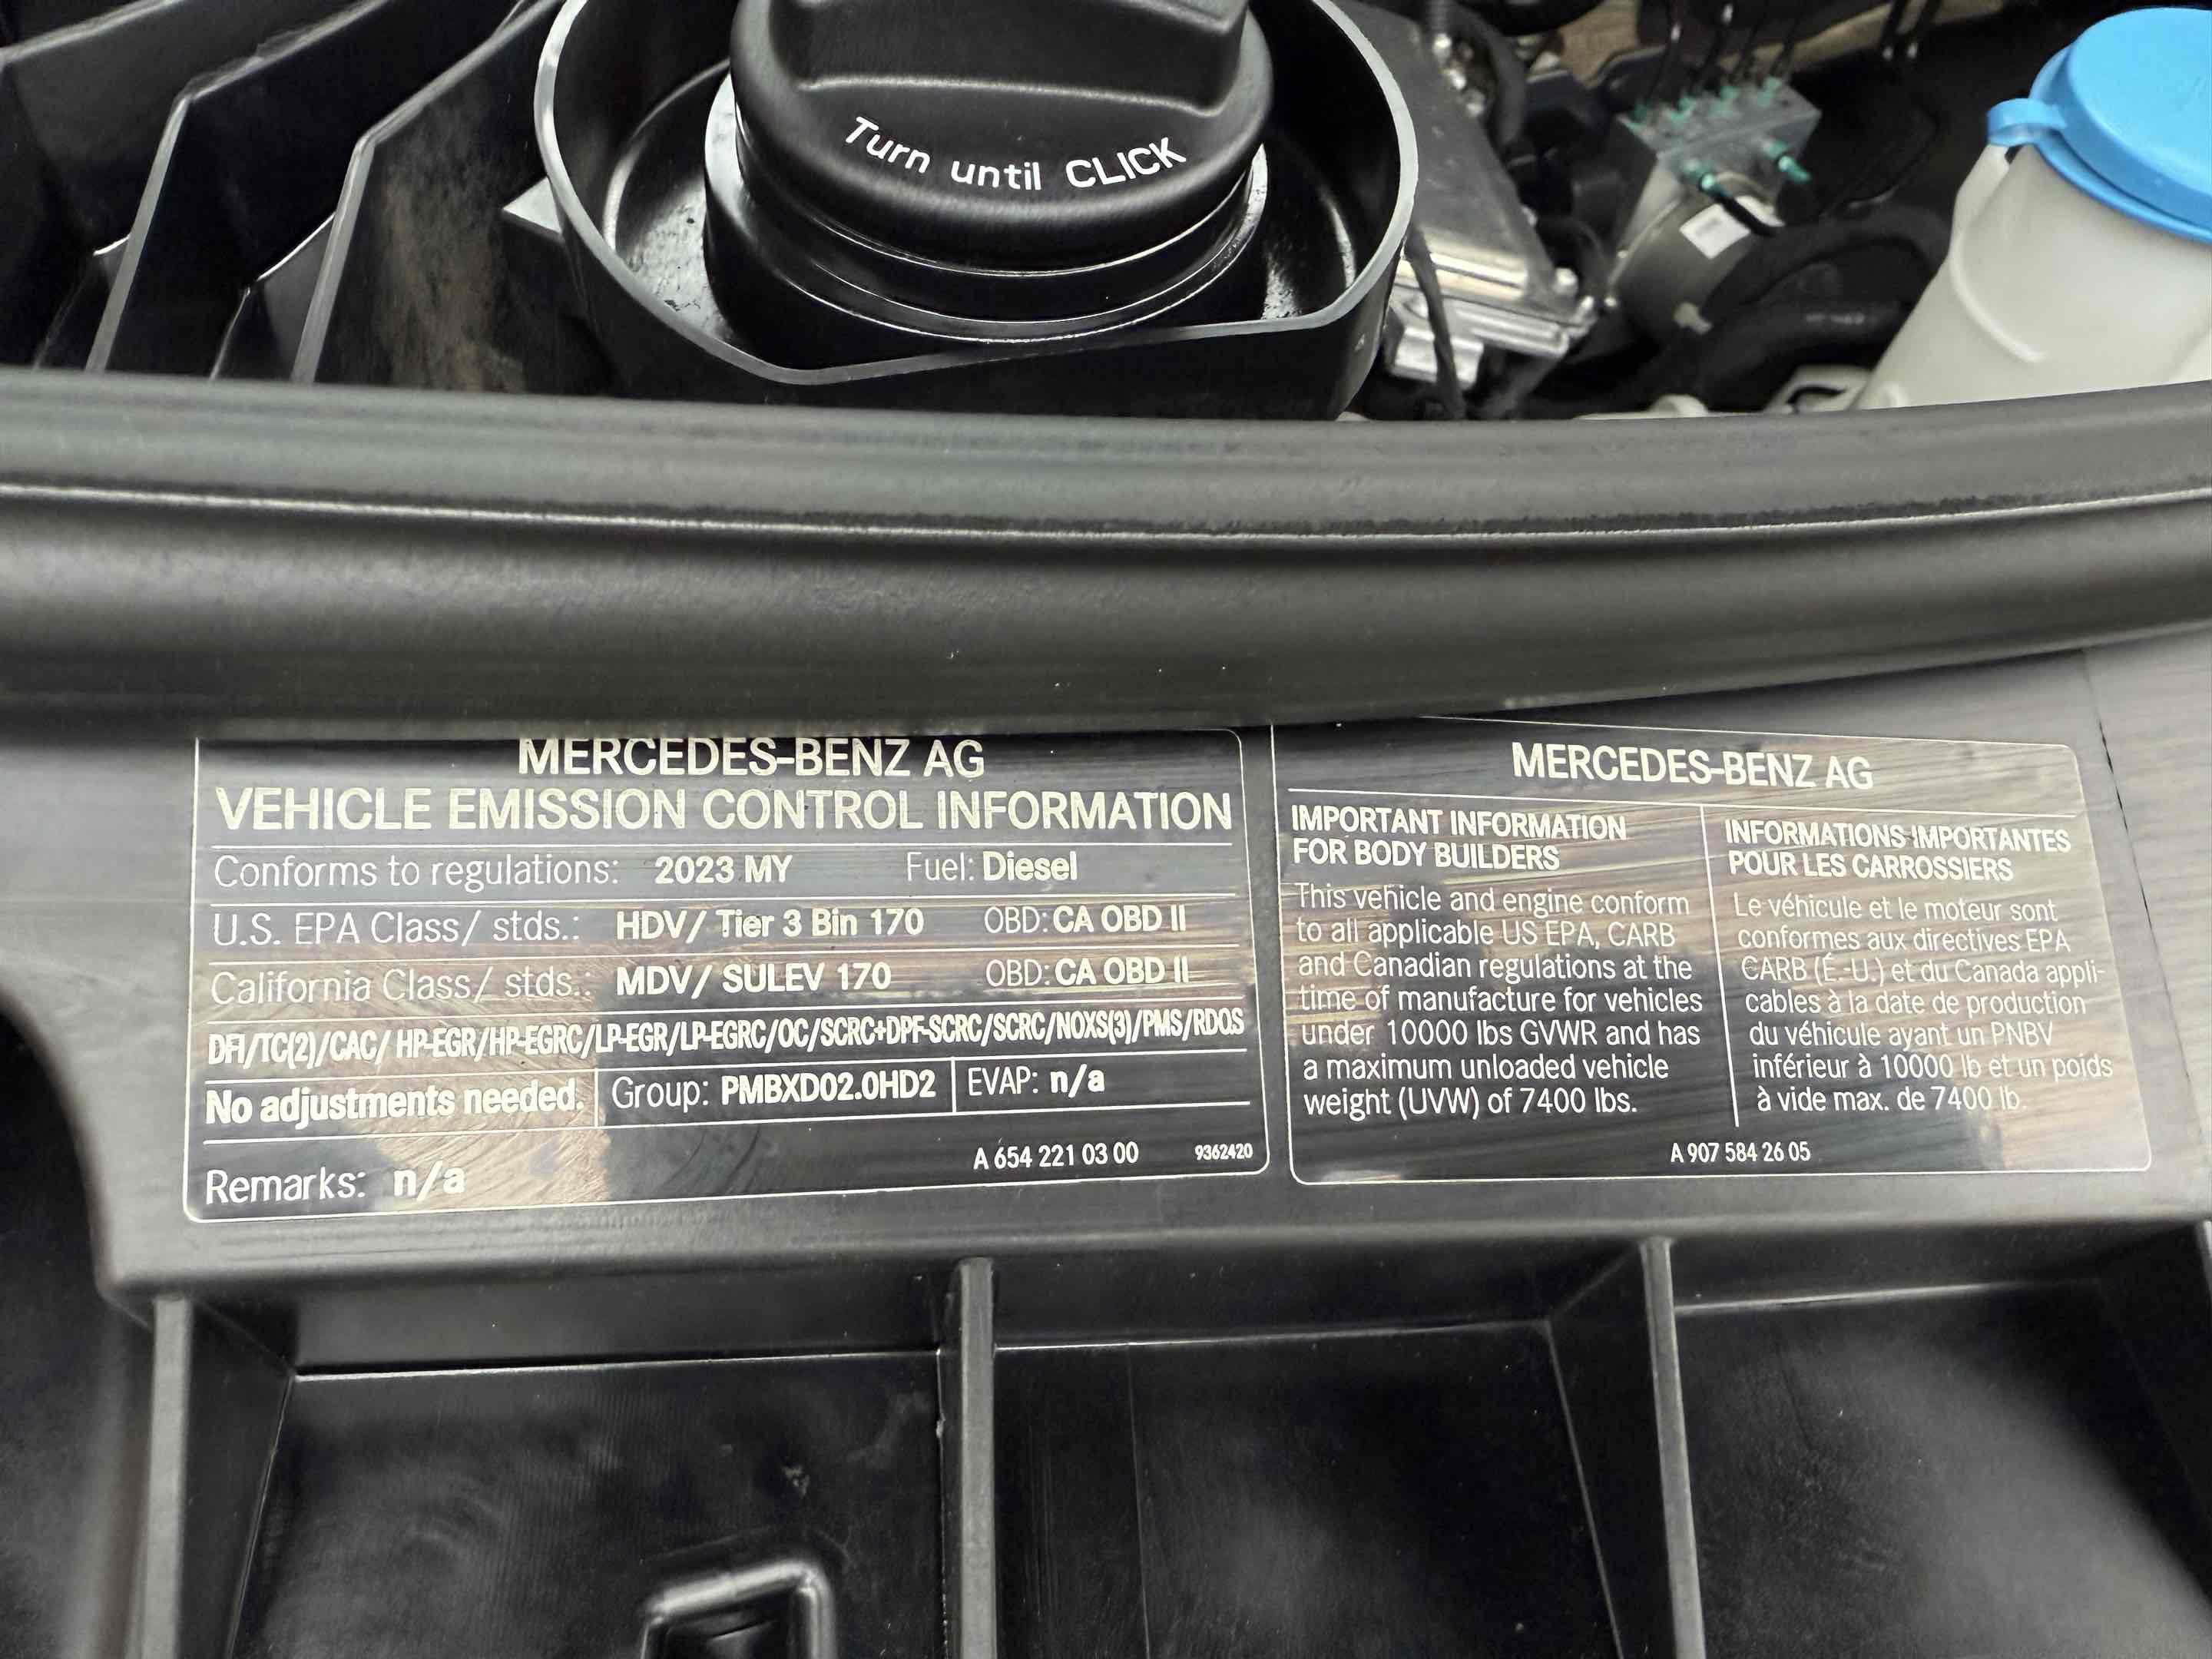 Turn until CLICK
MERCEDES-BENZ AG
VEHICLE EMISSION CONTROL INFORMATION
Conforms to regulations: 2023 MY Fuel: Diesel
U.S. EPA Class/ stds.: HDV/ Tier 3 Bin 170 OBD: CA OBD II
California Class/ stds.: MDV/ SULEV 170 OBD: CA OBD II
DFI/TC(2)/CAC/ HP-EGR/HP-EGRC/LP-EGR/LP-EGRC/OC/SCRC+DPF-SCRC/SCRC/NOXS(3)/PMS/RDQS
No adjustments needed. Group: PMBXD02.0HD2 EVAP: n/a
A 654 221 03 00 9362420
Remarks: n/a
MERCEDES-BENZ AG
IMPORTANT INFORMATION
FOR BODY BUILDERS
This vehicle and engine conform
to all applicable US EPA, CARB
and Canadian regulations at the
time of manufacture for vehicles
under 10000 lbs GVWR and has
a maximum unloaded vehicle
weight (UVW) of 7400 lbs.
INFORMATIONS IMPORTANTES
POUR LES CARROSSIERS
Le véhicule et le moteur sont
conformes aux directives EPA
CARB (É.-U.) et du Canada appli-
cables à la date de production
du véhicule ayant un PNBV
inférieur à 10000 lb et un poids
à vide max. de 7400 lb.
A 907 584 26 05